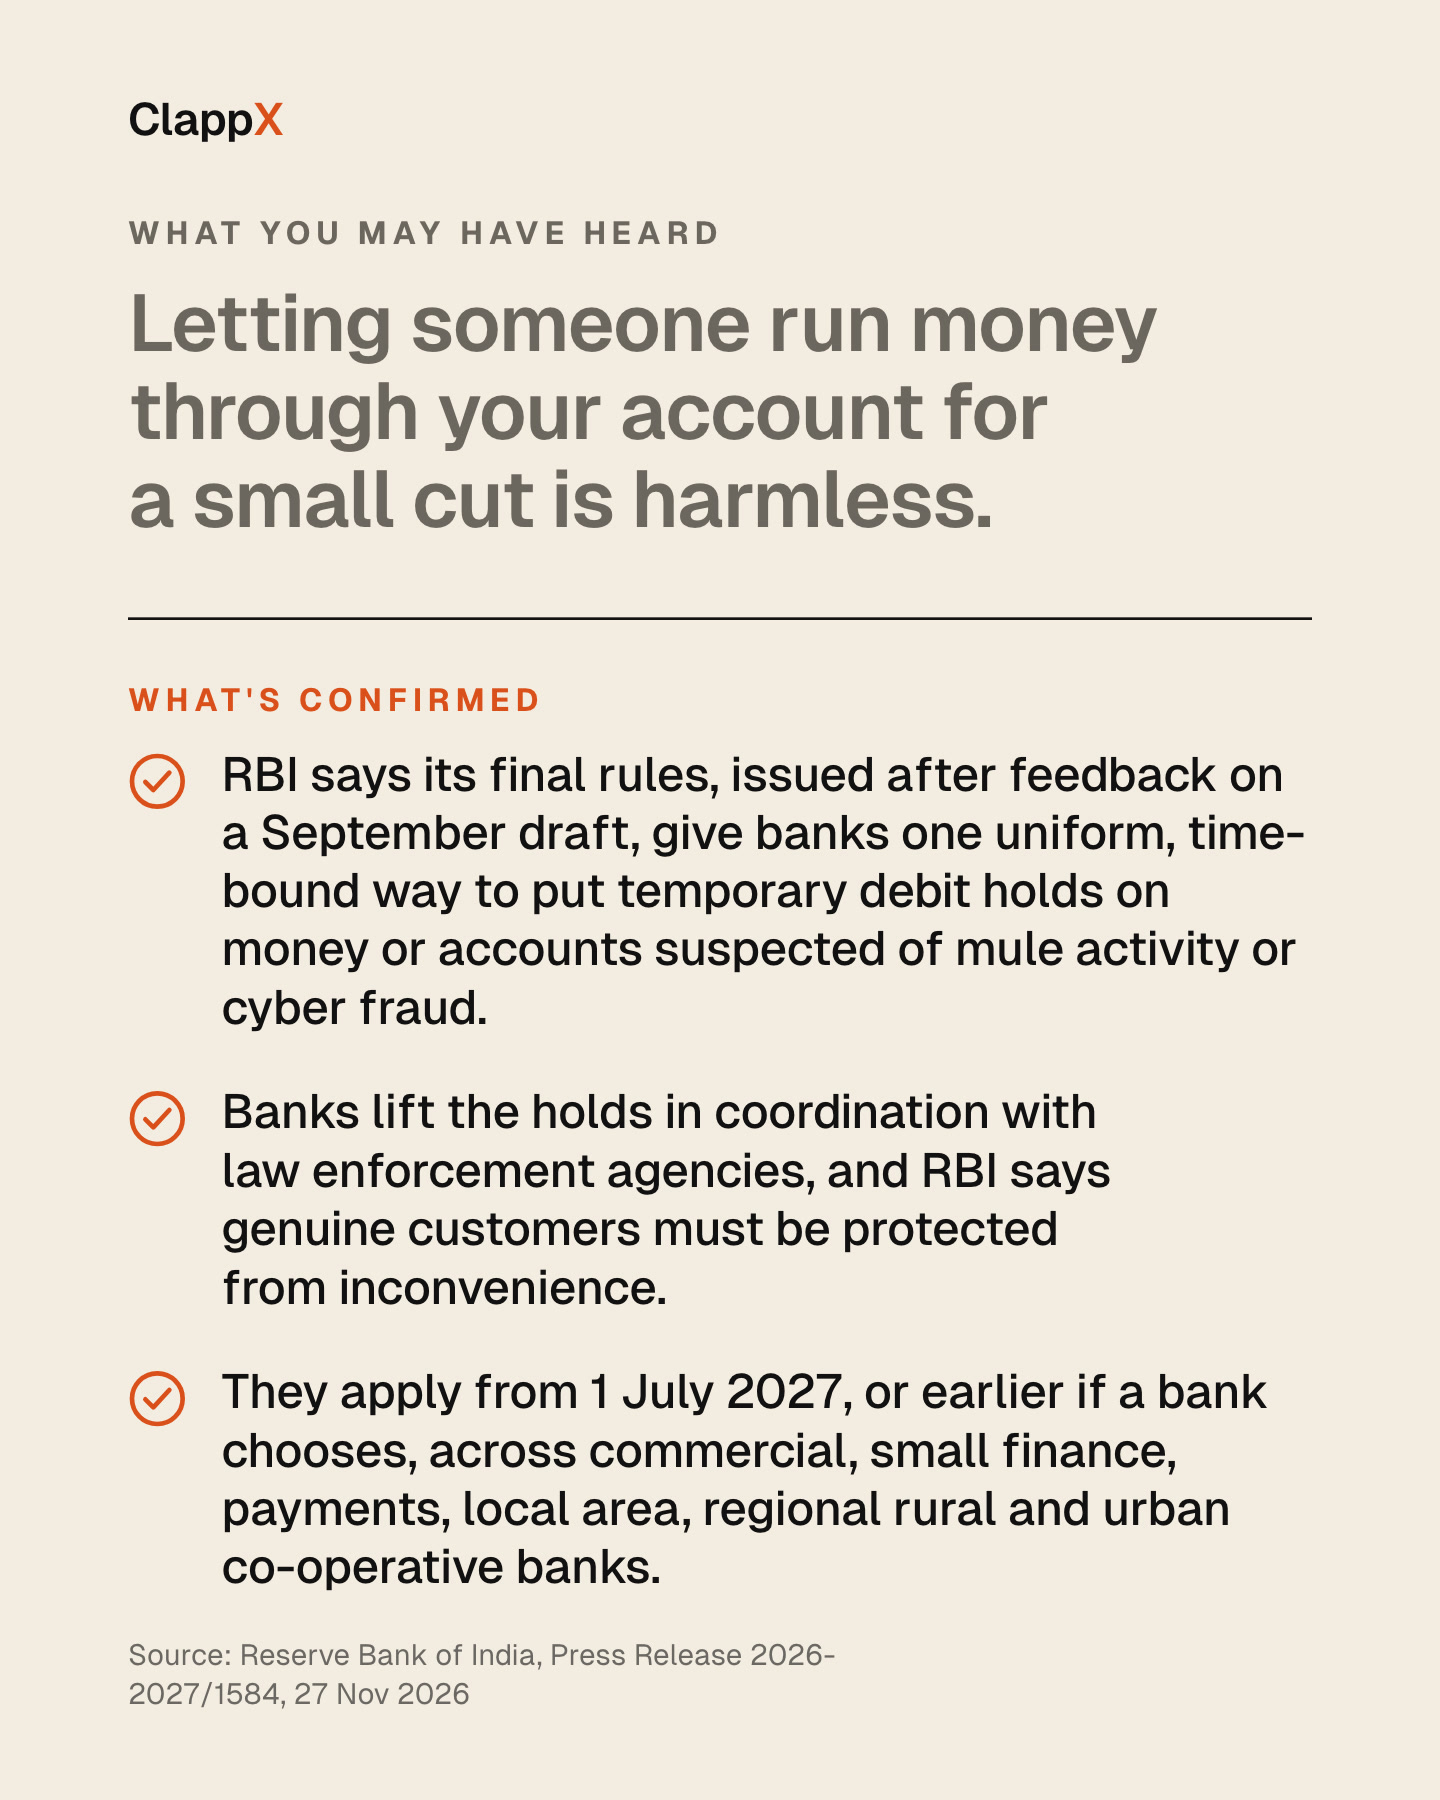 ClappX
WHAT YOU MAY HAVE HEARD
Letting someone run money
through your account for
a small cut is harmless.
WHAT'S CONFIRMED
RBI says its final rules, issued after feedback on
a September draft, give banks one uniform, time-
bound way to put temporary debit holds on
money or accounts suspected of mule activity or
cyber fraud.
Banks lift the holds in coordination with
law enforcement agencies, and RBI says
genuine customers must be protected
from inconvenience.
They apply from 1 July 2027, or earlier if a bank
chooses, across commercial, small finance,
payments, local area, regional rural and urban
co-operative banks.
Source: Reserve Bank of India, Press Release 2026-
2027/1584, 27 Nov 2026